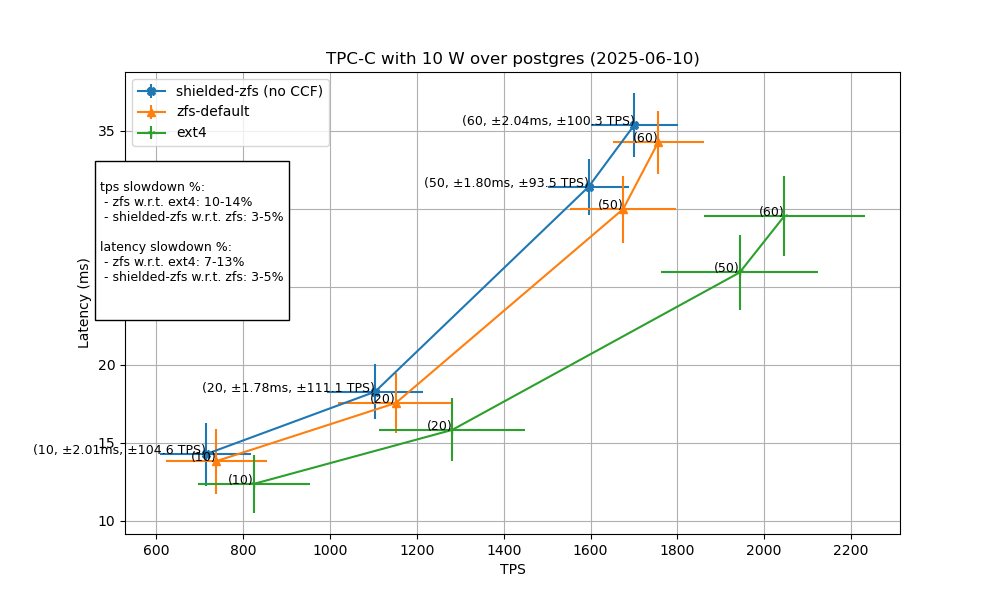 TPC-C with 10 W over postgres (2025-06-10)
shielded-zfs (no CCF)
zfs-default
ext4
tps slowdown %:
- zfs w.r.t. ext4: 10-14%
- shielded-zfs w.r.t. zfs: 3-5%
latency slowdown %:
- zfs w.r.t. ext4: 7-13%
- shielded-zfs w.r.t. zfs: 3-5%
(60, ±2.04ms, ±100.3 TPS)
(60)
(50, ±1.80ms, ±93.5 TPS)
(50)
(60)
(50)
(20, ±1.78ms, ±111.1 TPS)
(20)
(20)
(10, ±2.01ms, ±104.6 TPS)
(10)
(10)
35
20
15
10
Latency (ms)
600 800 1000 1200 1400 1600 1800 2000 2200
TPS